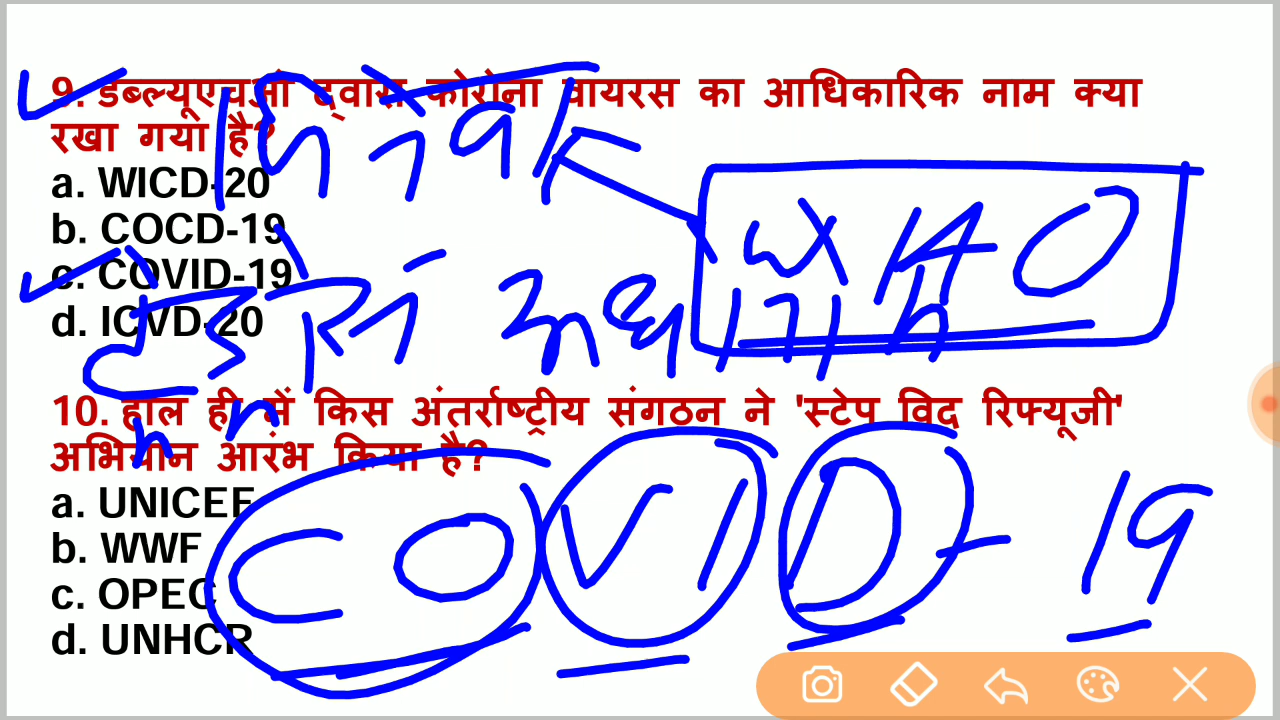 9. डब्ल्यूएचओ द्वारा कोरोना वायरस का आधिकारिक नाम क्या
रखा गया है?
a. WICD-20
b. COCD-19
c. COVID-19
d. ICVD-20
WHO
10. हाल ही में किस अंतर्राष्ट्रीय संगठन ने 'स्टेप विद रिफ्यूजी'
अभियान आरंभ किया है?
a. UNICEF
b. WWF
c. OPEC
d. UNHCR
COVID-19